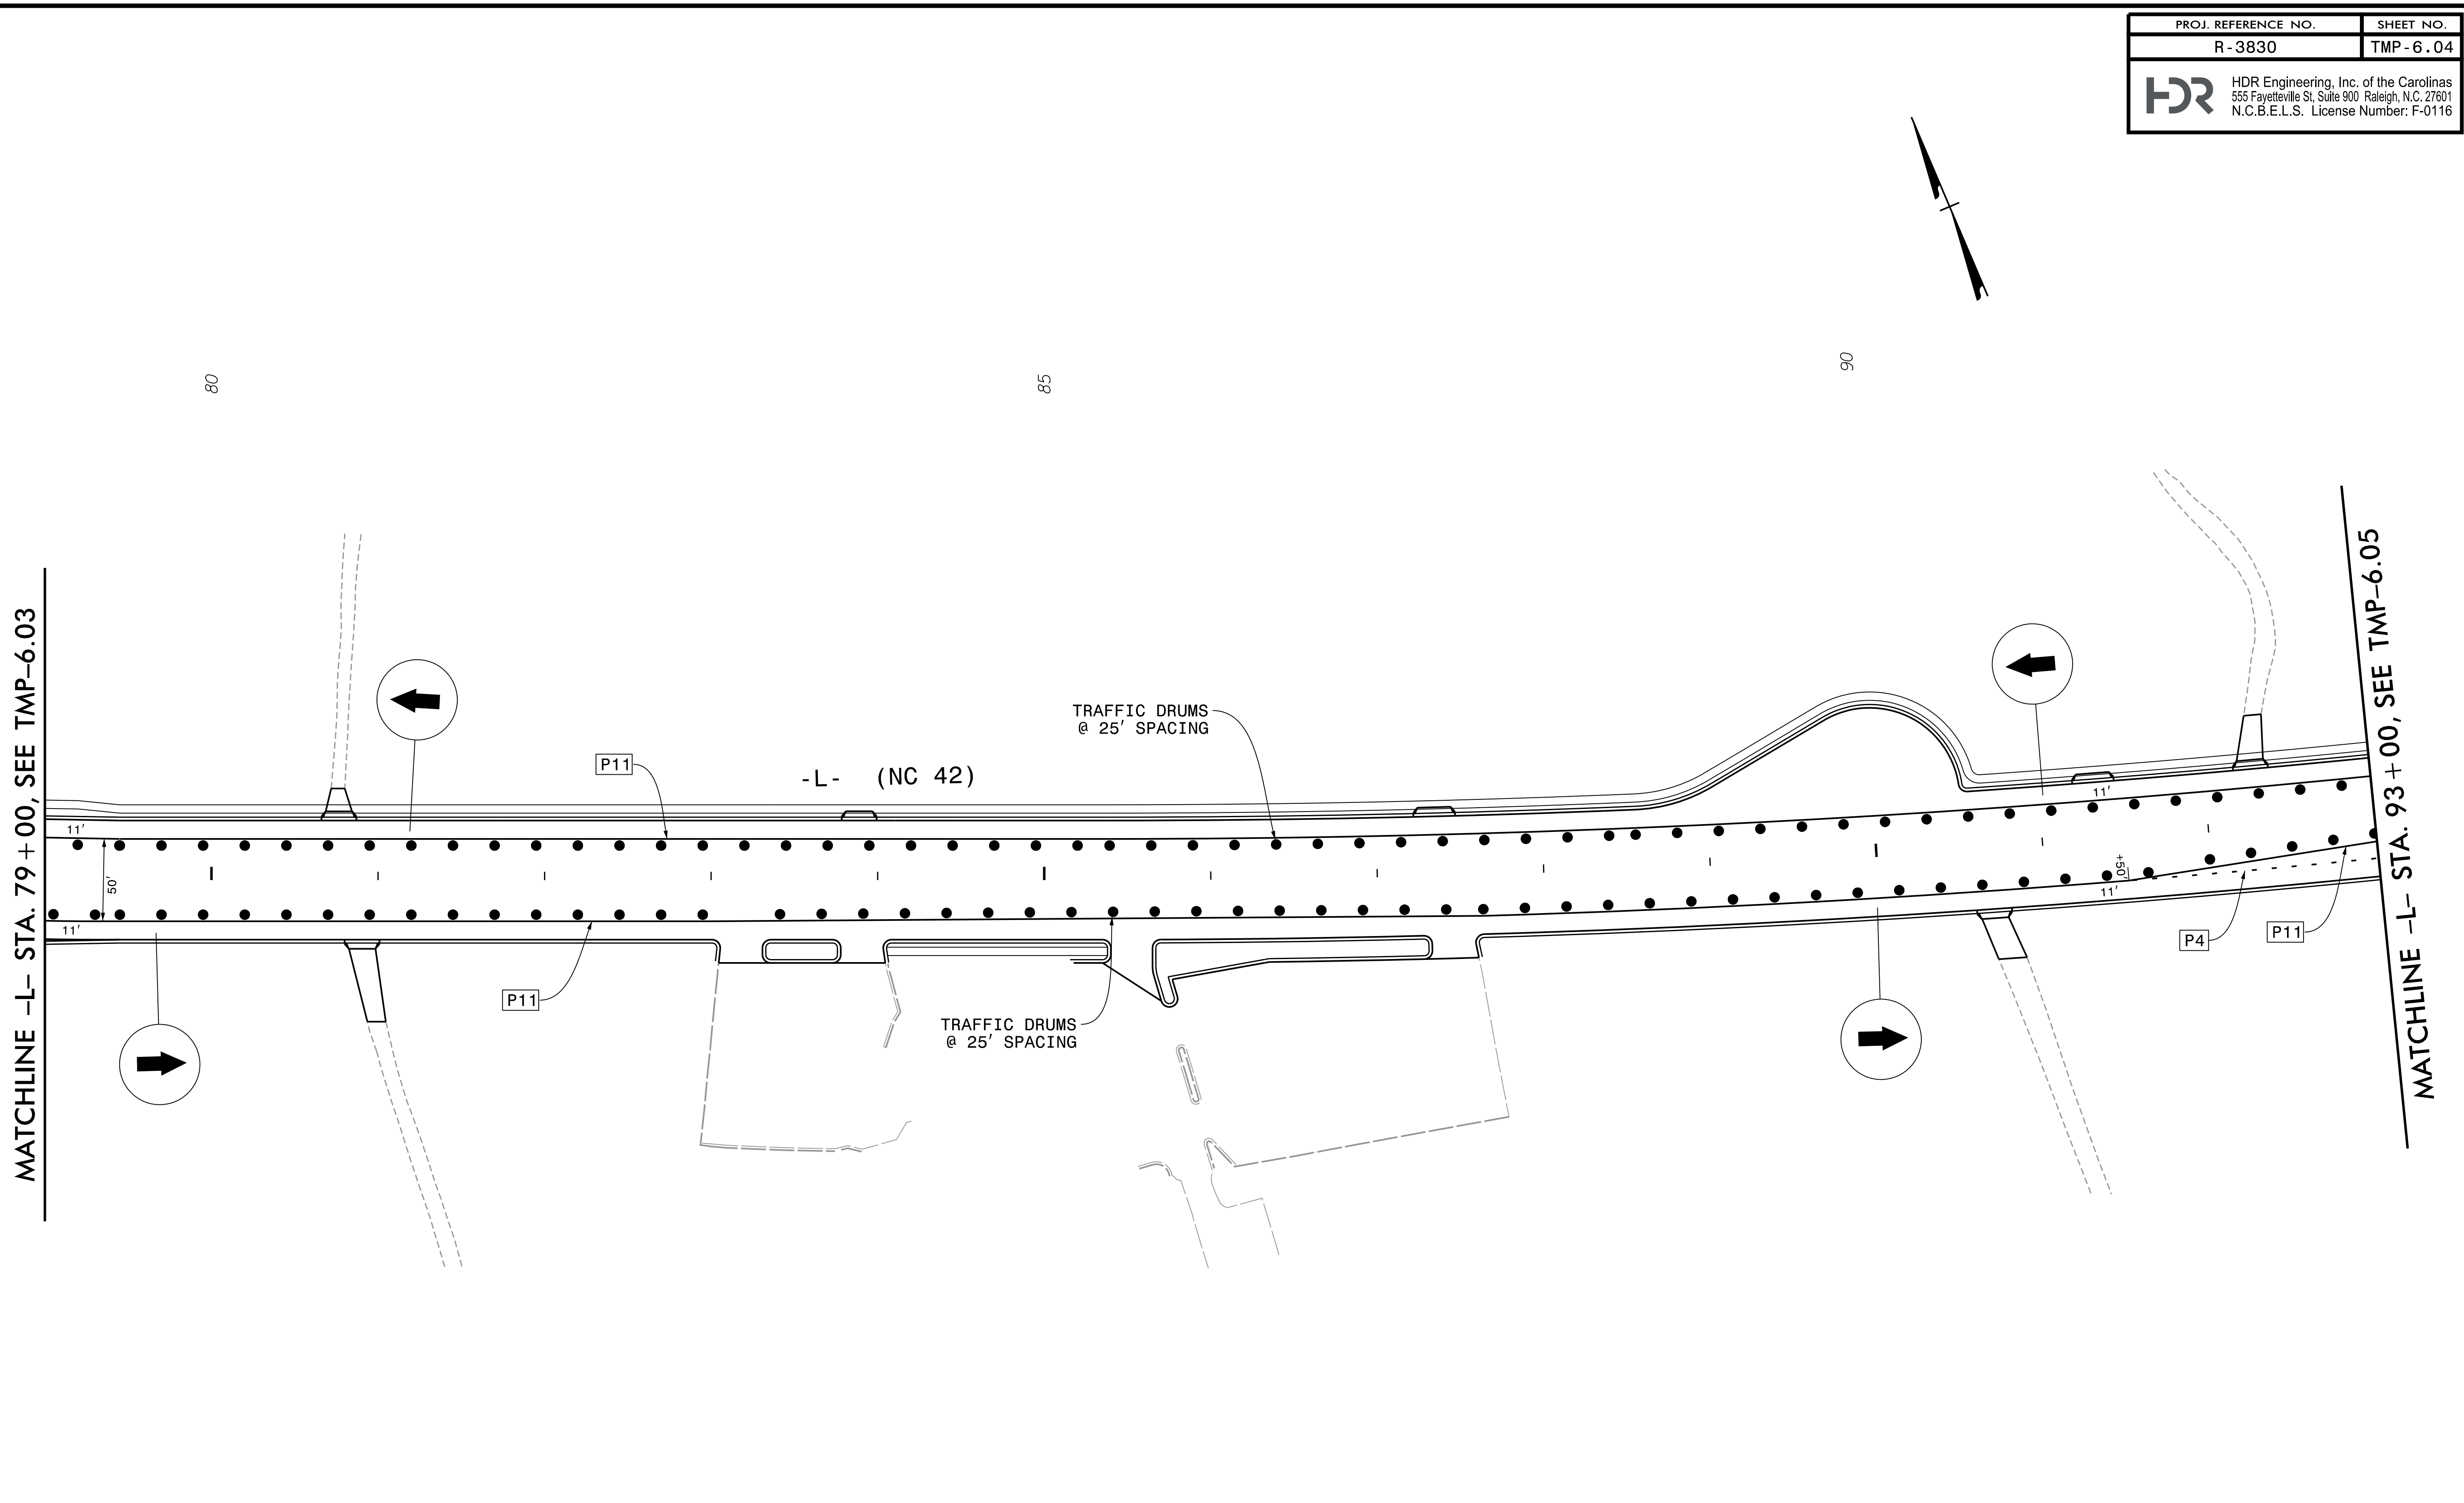 PROJ. REFERENCE NO.
SHEET NO.
R-3830
TMP-6.04
HDR
HDR Engineering, Inc. of the Carolinas
555 Fayetteville St, Suite 900 Raleigh, N.C. 27601
N.C.B.E.L.S. License Number: F-0116
80
85
90
MATCHLINE -L- STA. 79+00, SEE TMP-6.03
MATCHLINE -L- STA. 93+00, SEE TMP-6.05
TRAFFIC DRUMS
@ 25' SPACING
P11
-L- (NC 42)
11'
11'
50'
+50'
11'
11'
P4
P11
P11
TRAFFIC DRUMS
@ 25' SPACING